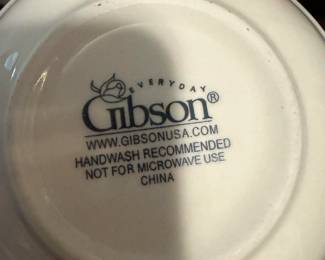 EVERYDAY
Gibson®
WWW.GIBSONUSA.COM
HANDWASH RECOMMENDED
NOT FOR MICROWAVE USE
CHINA